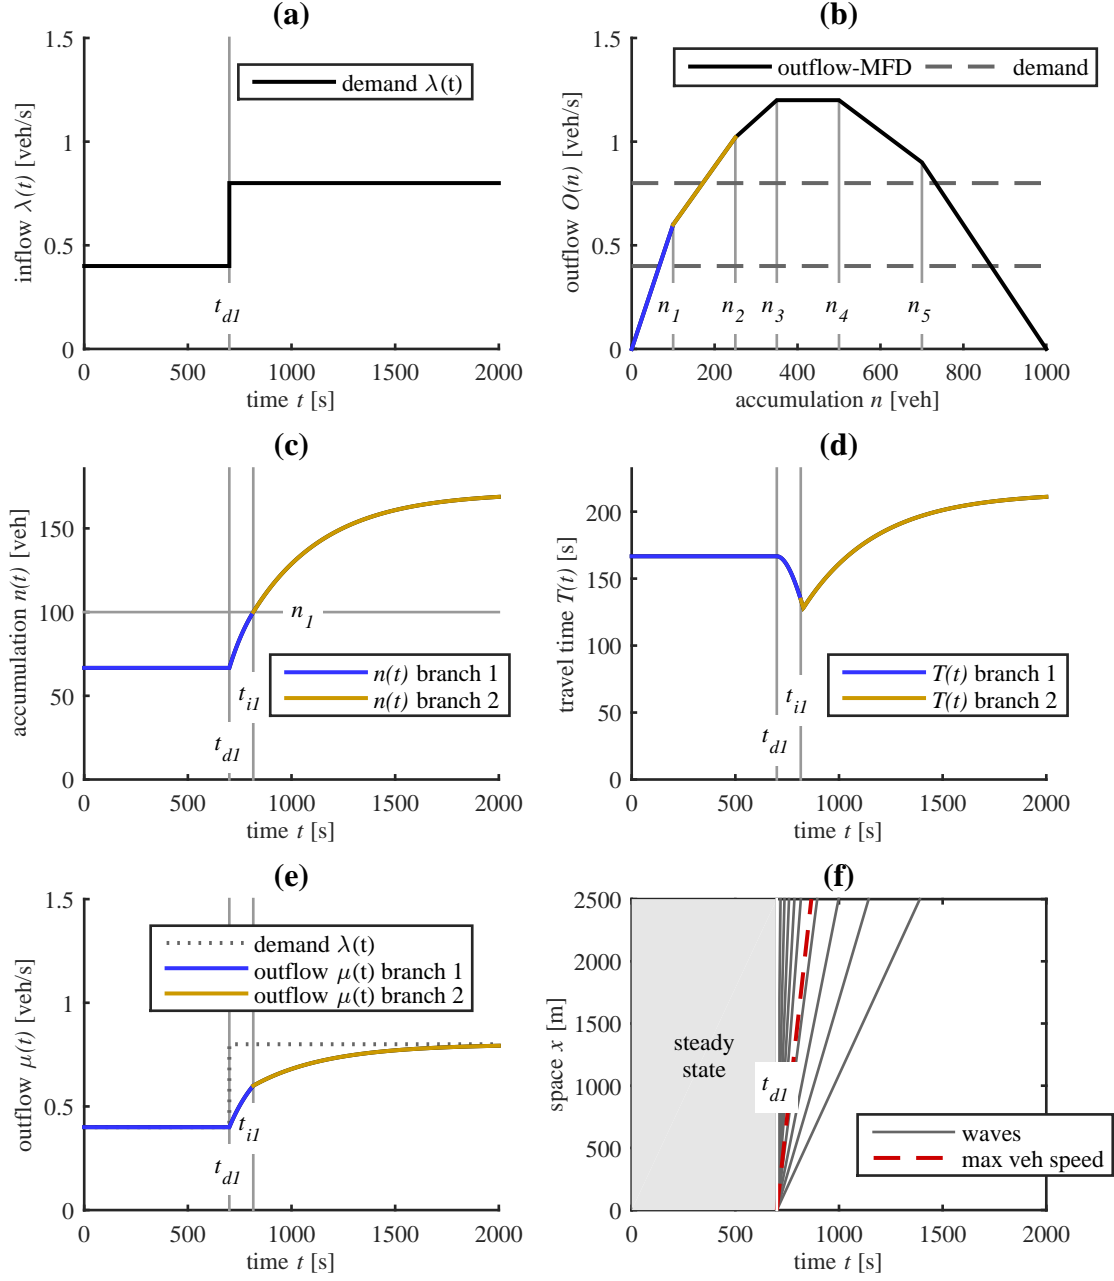 (a)
1.5
1
0.5
0
inflow λ(t) [veh/s]
demand λ(t)
t_d1
0 500 1000 1500 2000
time t [s]
(b)
1.5
1
0.5
0
outflow O(n) [veh/s]
outflow-MFD demand
n_1 n_2 n_3 n_4 n_5
0 200 400 600 800 1000
accumulation n [veh]
(c)
150
100
50
0
accumulation n(t) [veh]
n_1
n(t) branch 1
n(t) branch 2
t_i1
t_d1
0 500 1000 1500 2000
time t [s]
(d)
200
150
100
50
0
travel time T(t) [s]
T(t) branch 1
T(t) branch 2
t_i1
t_d1
0 500 1000 1500 2000
time t [s]
(e)
1.5
1
0.5
0
outflow μ(t) [veh/s]
demand λ(t)
outflow μ(t) branch 1
outflow μ(t) branch 2
t_i1
t_d1
0 500 1000 1500 2000
time t [s]
(f)
2500
2000
1500
1000
500
0
space x [m]
steady
state
t_d1
waves
max veh speed
0 500 1000 1500 2000
time t [s]